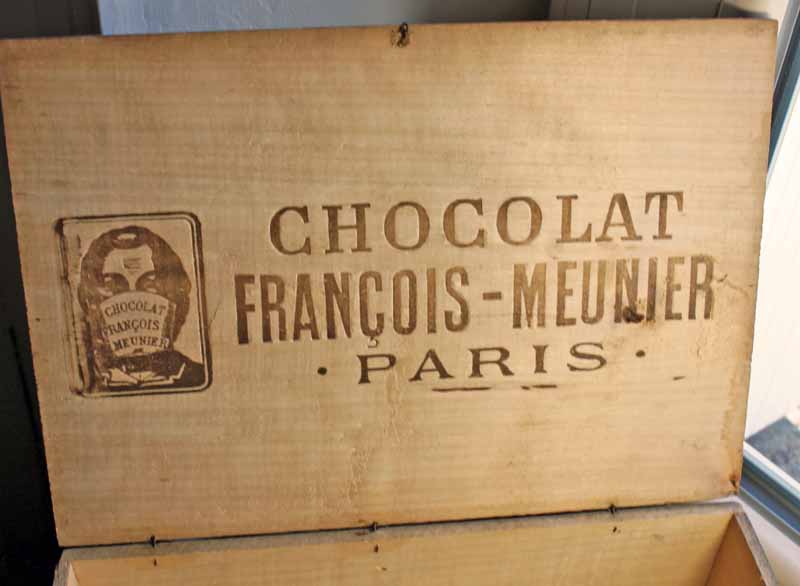 CHOCOLAT
FRANÇOIS
MEUNIER
CHOCOLAT
FRANÇOIS-MEUNIER
· PARIS ·